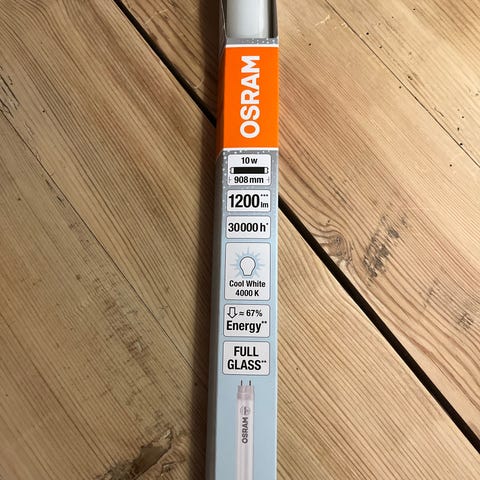 OSRAM
10 w
908 mm
1200 lm***
30000 h*
Cool White
4000 K
≈ 67%
Energy**
FULL
GLASS**
OSRAM